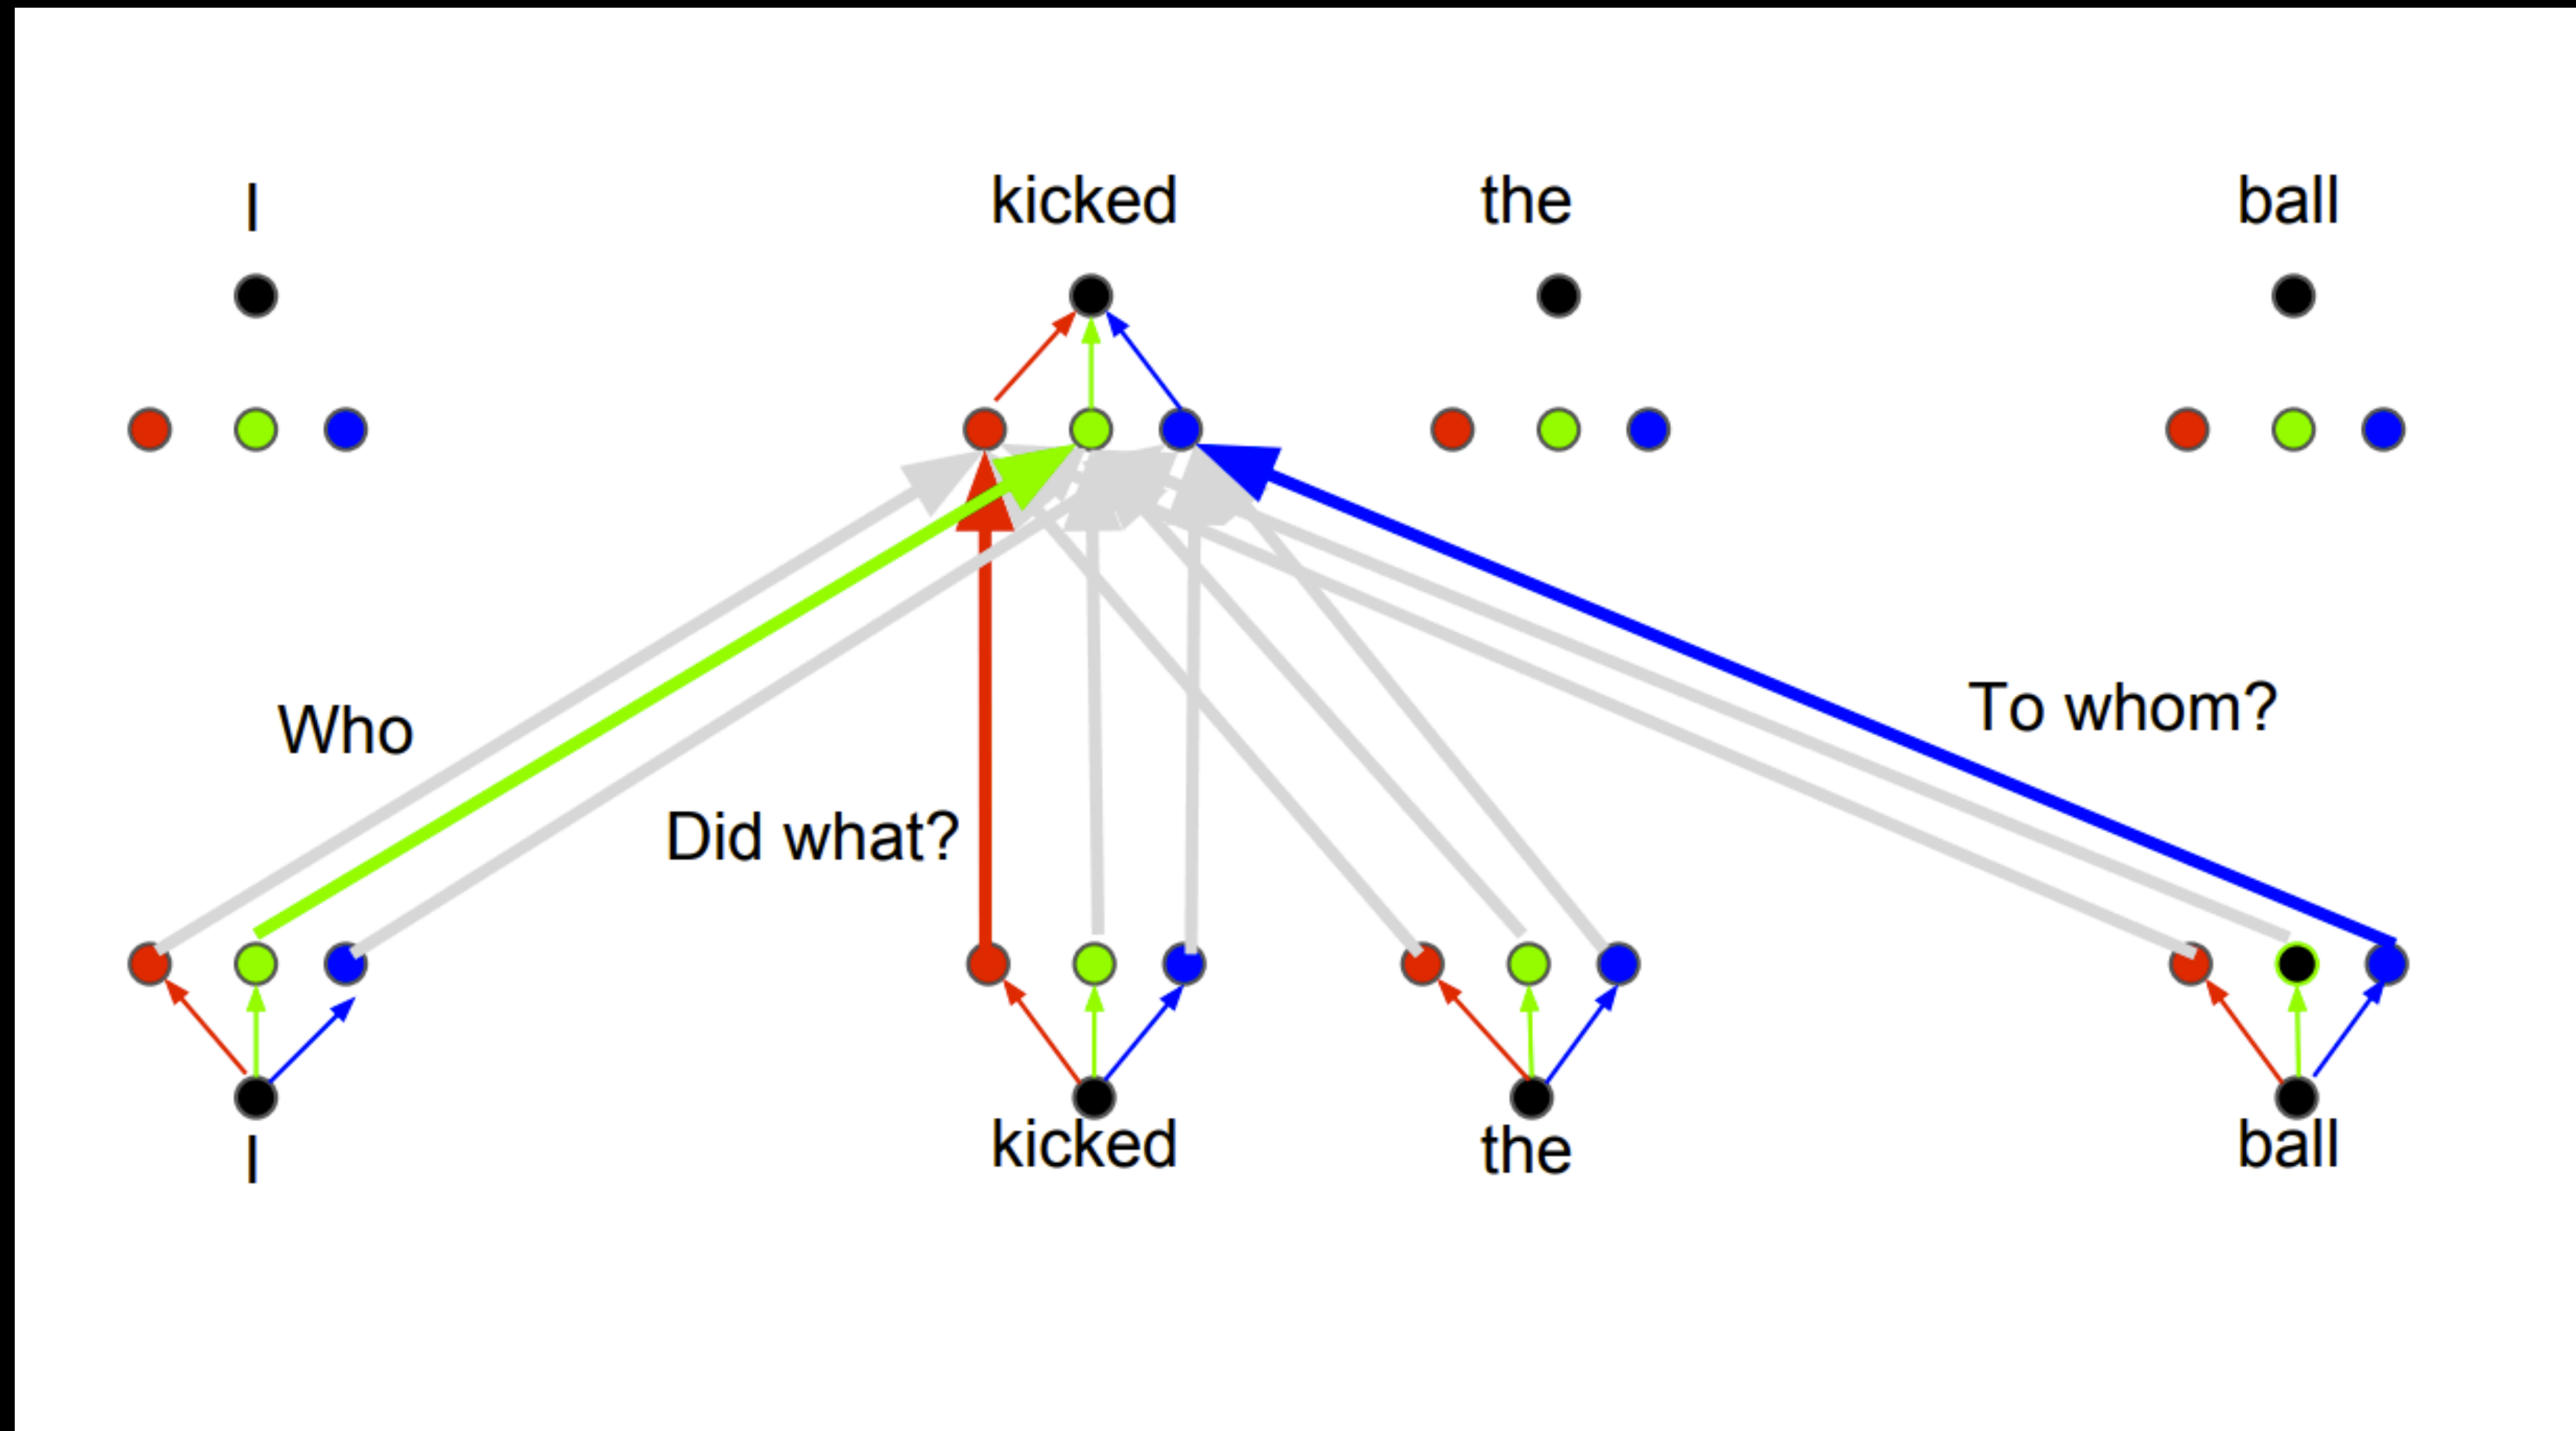 I kicked the ball
Who
To whom?
Did what?
I kicked the ball